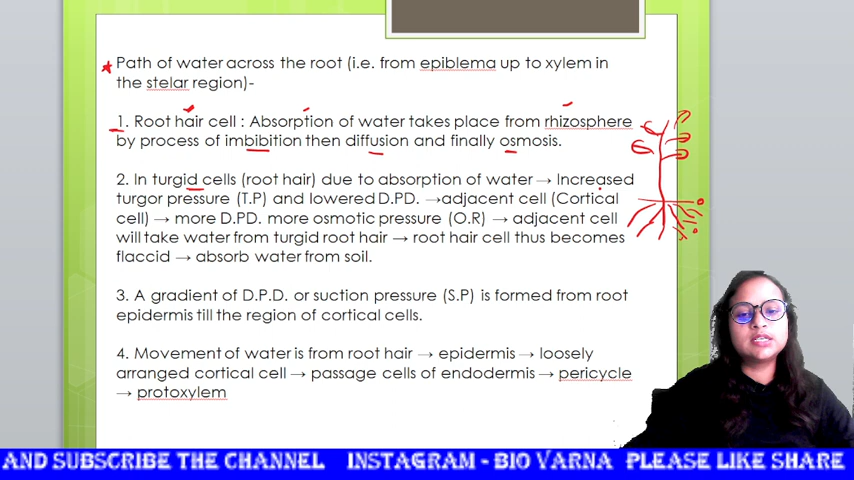 Path of water across the root (i.e. from epiblema up to xylem in
the stelar region)-
1. Root hair cell : Absorption of water takes place from rhizosphere
by process of imbibition then diffusion and finally osmosis.
2. In turgid cells (root hair) due to absorption of water → Increased
turgor pressure (T.P) and lowered D.PD. →adjacent cell (Cortical
cell) → more D.PD. more osmotic pressure (O.R) → adjacent cell
will take water from turgid root hair → root hair cell thus becomes
flaccid → absorb water from soil.
3. A gradient of D.P.D. or suction pressure (S.P) is formed from root
epidermis till the region of cortical cells.
4. Movement of water is from root hair → epidermis → loosely
arranged cortical cell → passage cells of endodermis → pericycle
→ protoxylem
AND SUBSCRIBE THE CHANNEL INSTAGRAM - BIO VARNA PLEASE LIKE SHARE